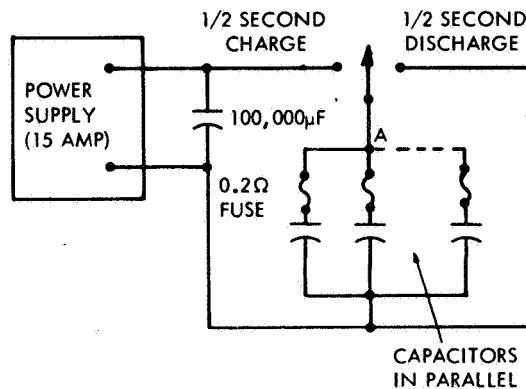 1/2 SECOND
CHARGE
1/2 SECOND
DISCHARGE
POWER
SUPPLY
(15 AMP)
100,000µF
A
0.2Ω
FUSE
CAPACITORS
IN PARALLEL